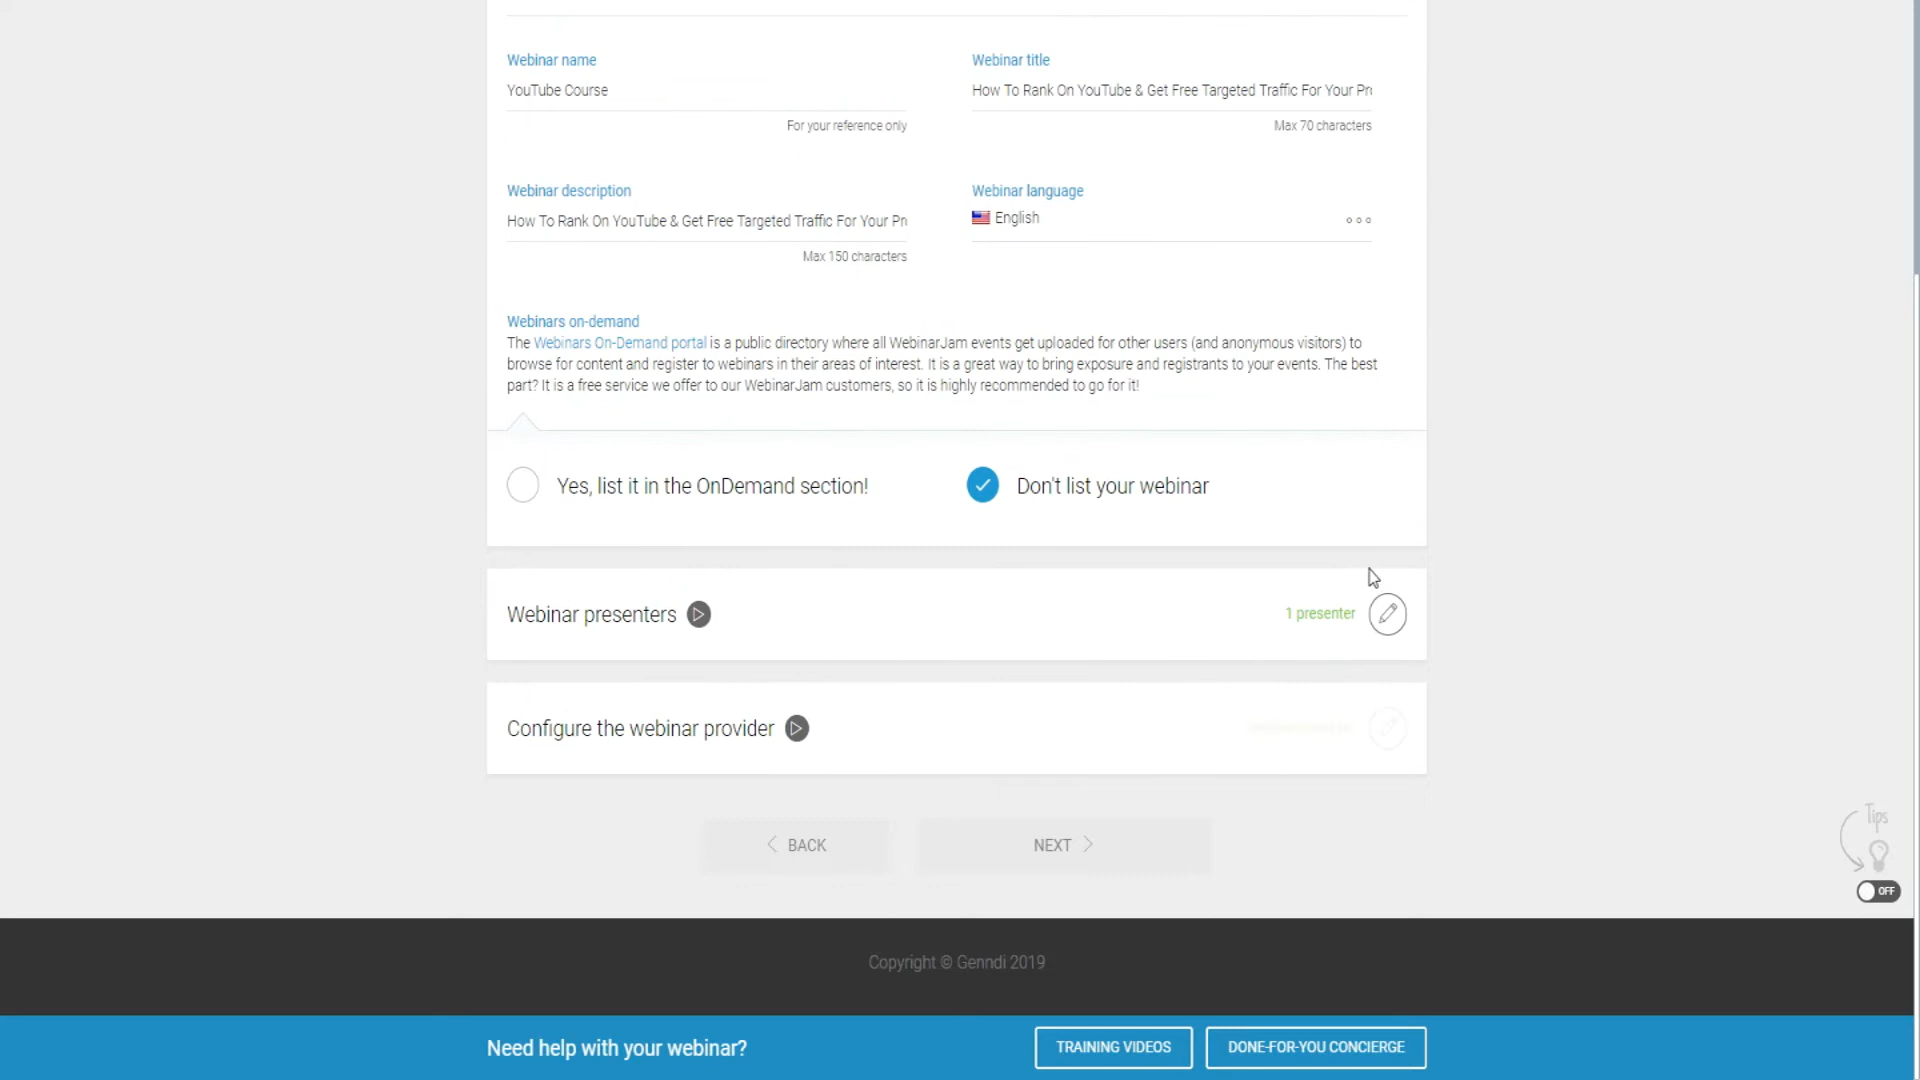 Webinar name
YouTube Course
For your reference only
Webinar title
How To Rank On YouTube & Get Free Targeted Traffic For Your Pr
Max 70 characters
Webinar description
How To Rank On YouTube & Get Free Targeted Traffic For Your Pr
Max 150 characters
Webinar language
English
Webinars on-demand
The Webinars On-Demand portal is a public directory where all WebinarJam events get uploaded for other users (and anonymous visitors) to
browse for content and register to webinars in their areas of interest. It is a great way to bring exposure and registrants to your events. The best
part? It is a free service we offer to our WebinarJam customers, so it is highly recommended to go for it!
Yes, list it in the OnDemand section!
Don't list your webinar
Webinar presenters
1 presenter
Configure the webinar provider
BACK
NEXT
Tips
OFF
Copyright © Genndi 2019
Need help with your webinar?
TRAINING VIDEOS
DONE-FOR-YOU CONCIERGE